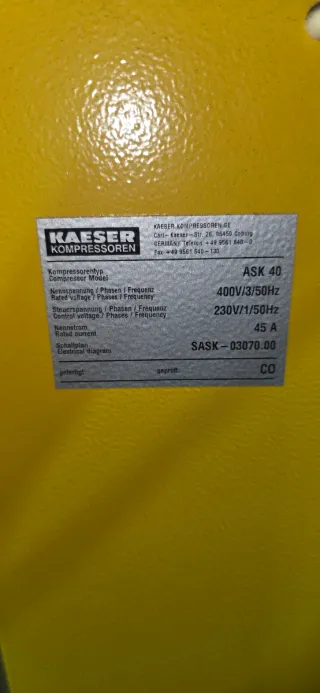 KAESER
KOMPRESSOREN
KAESER KOMPRESSOREN SE
Carl-Kaeser-Str. 26, 96450 Coburg
GERMANY Telefon +49 9561 640-0
Fax +49 9561 640-130
Kompressortyp
Compressor Model
ASK 40
Nennspannung / Phasen / Frequenz
Rated voltage / Phases / Frequency
400V/3/50Hz
Steuerspannung / Phasen / Frequenz
Control voltage / Phases / Frequency
230V/1/50Hz
Nennstrom
Rated current
45 A
Schaltplan
Electrical diagram
SASK-03070.00
gefertigt:
geprüft:
CO